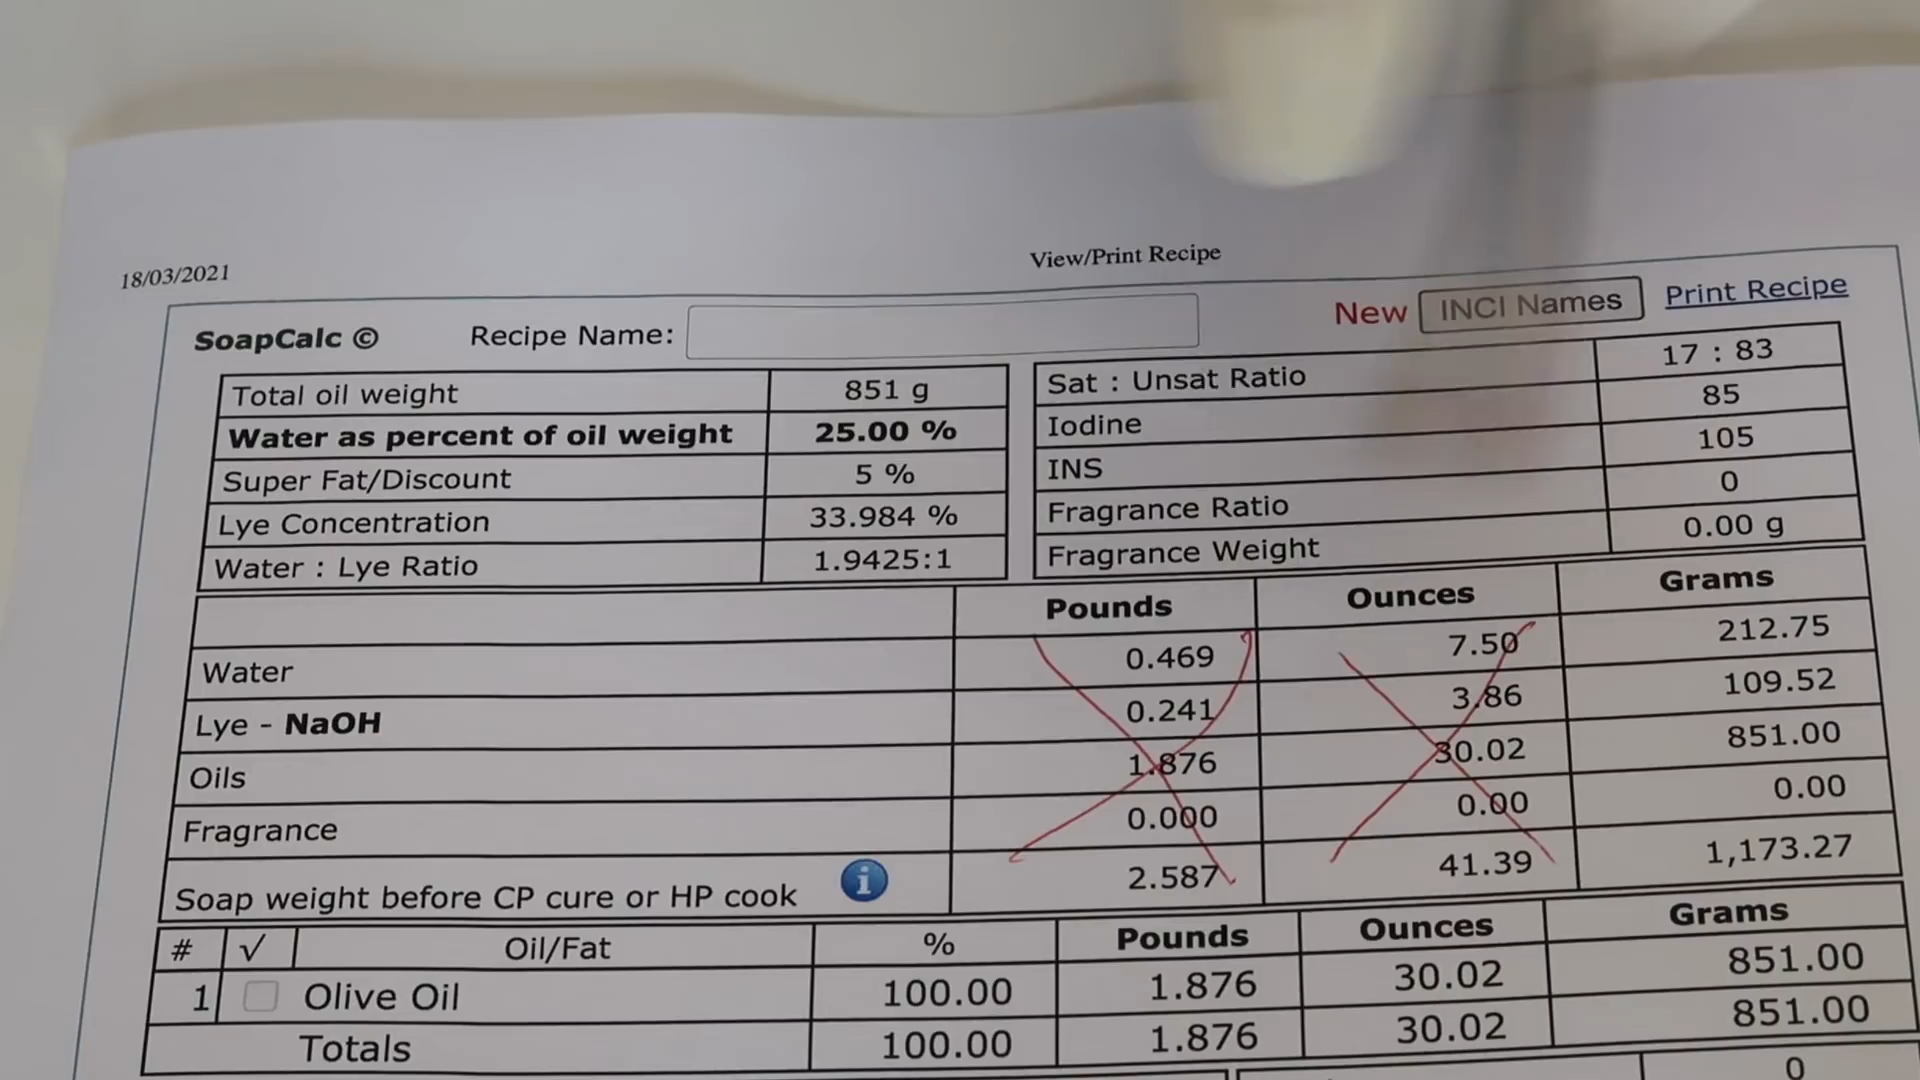 18/03/2021
View/Print Recipe
SoapCalc ©
Recipe Name:
New
INCI Names
Print Recipe
Total oil weight 851 g
Water as percent of oil weight 25.00 %
Super Fat/Discount 5 %
Lye Concentration 33.984 %
Water : Lye Ratio 1.9425:1
Sat : Unsat Ratio 17 : 83
Iodine 85
INS 105
Fragrance Ratio 0
Fragrance Weight 0.00 g
Pounds Ounces Grams
Water 0.469 7.50 212.75
Lye - NaOH 0.241 3.86 109.52
Oils 1.876 30.02 851.00
Fragrance 0.000 0.00 0.00
Soap weight before CP cure or HP cook i 2.587 41.39 1,173.27
# √ Oil/Fat % Pounds Ounces Grams
1 Olive Oil 100.00 1.876 30.02 851.00
Totals 100.00 1.876 30.02 851.00
0